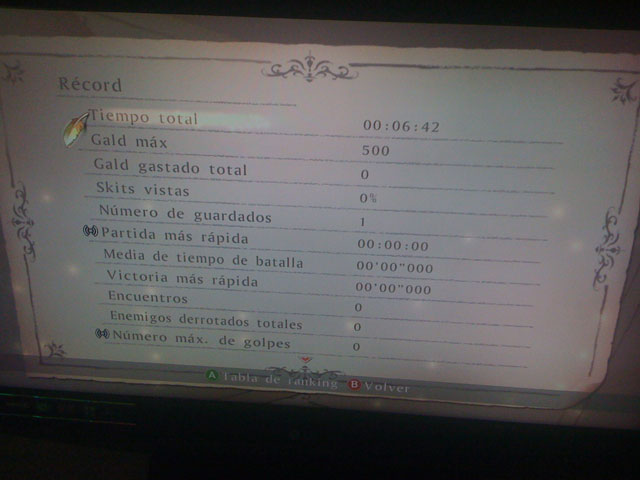 Récord
Tiempo total 00:06:42
Gald máx 500
Gald gastado total 0
Skits vistas 0%
Número de guardados 1
Partida más rápida 00:00:00
Media de tiempo de batalla 00'00"000
Victoria más rápida 00'00"000
Encuentros 0
Enemigos derrotados totales 0
Número máx. de golpes 0
A Tabla de ranking B Volver